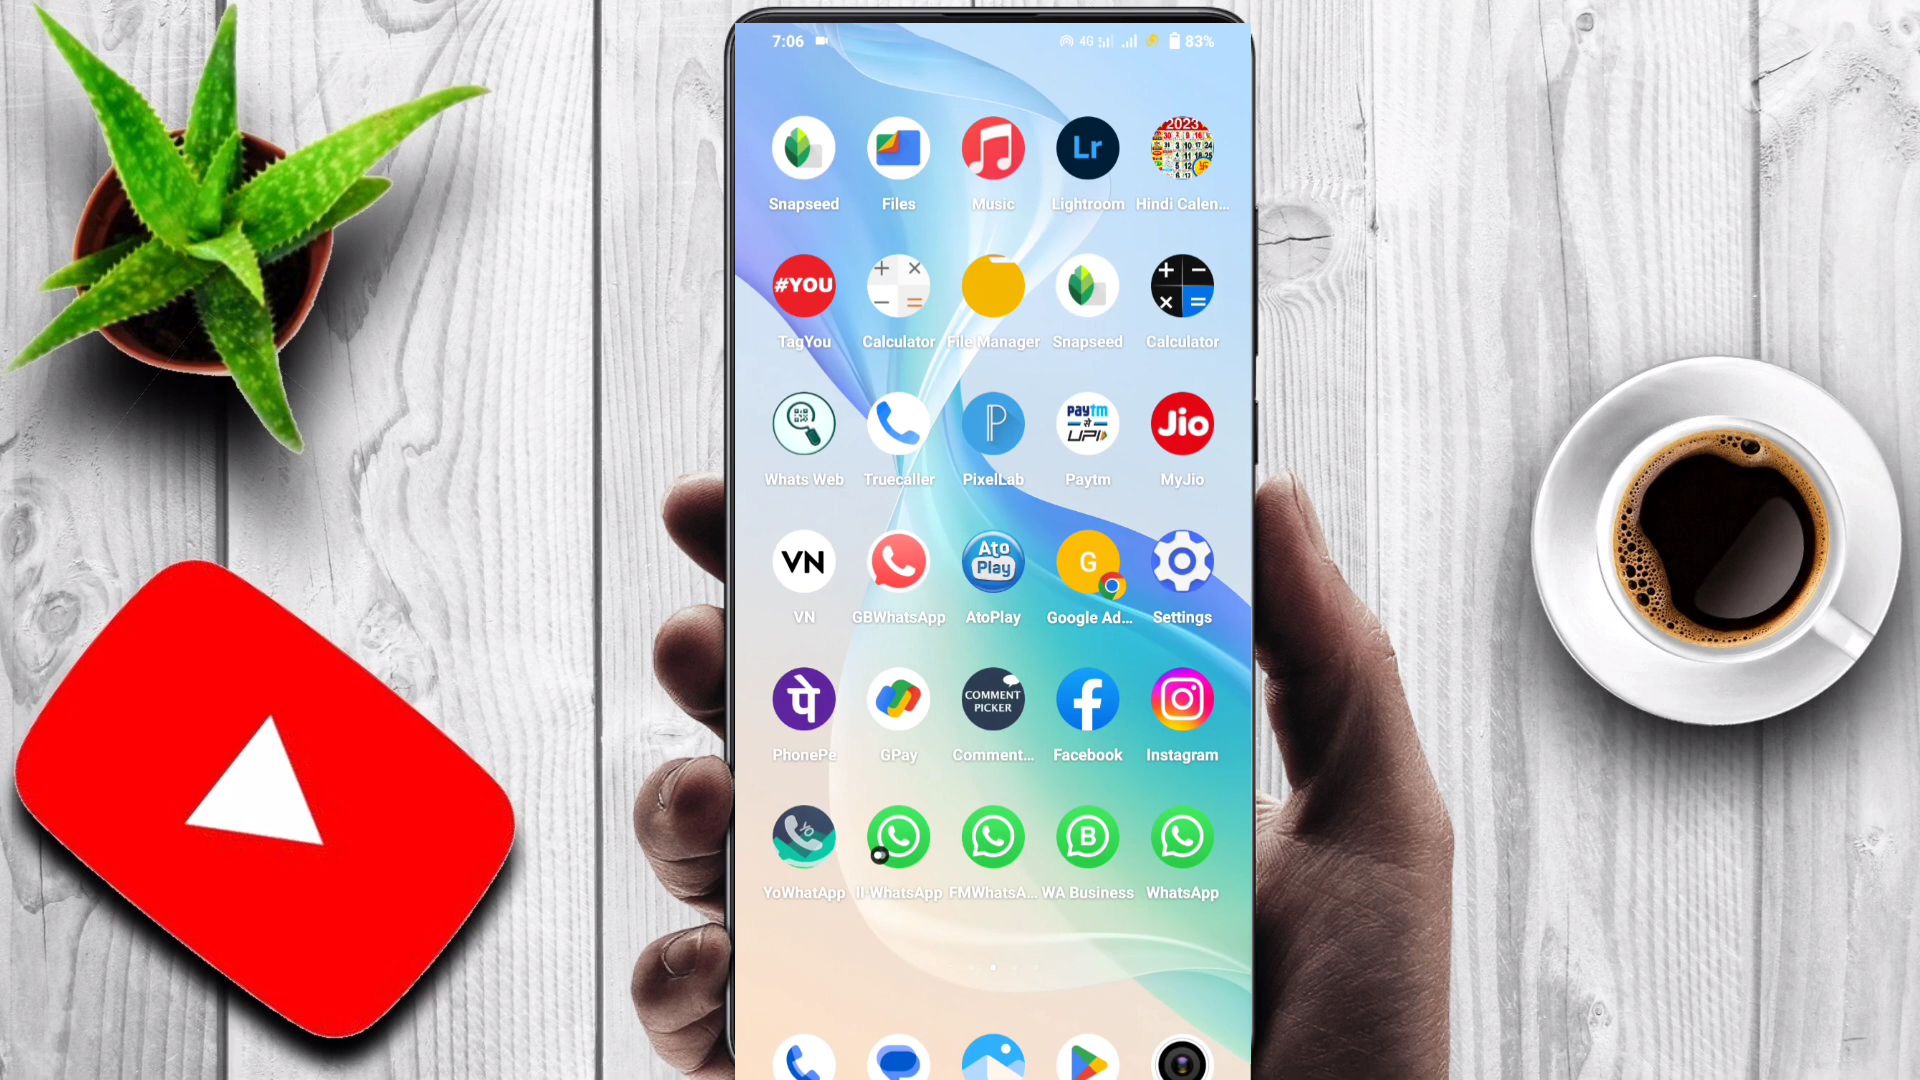 7:06 4G 83%
Lr 2023
Snapseed Files Music Lightroom Hindi Calen...
#YOU
TagYou Calculator File Manager Snapseed Calculator
P paytm से UPI Jio
Whats Web Truecaller PixelLab Paytm MyJio
VN Ato Play G
VN GBWhatsApp AtoPlay Google Ad... Settings
पे COMMENT PICKER f
PhonePe GPay Comment... Facebook Instagram
YO B
YoWhatApp II WhatsApp FMWhatsA... WA Business WhatsApp